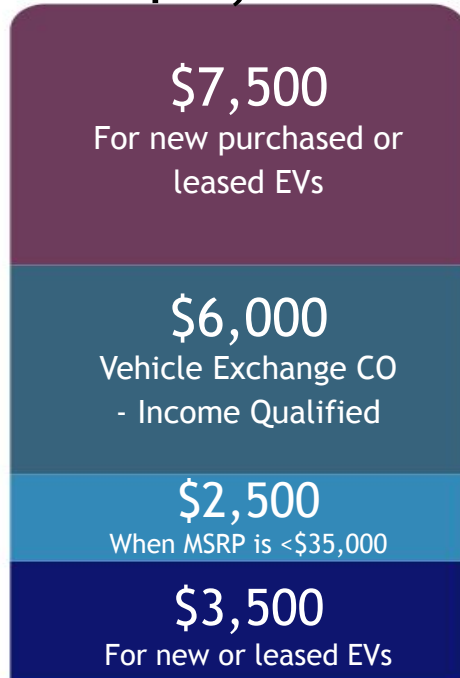 $7,500
For new purchased or
leased EVs
$6,000
Vehicle Exchange CO
- Income Qualified
$2,500
When MSRP is <$35,000
$3,500
For new or leased EVs